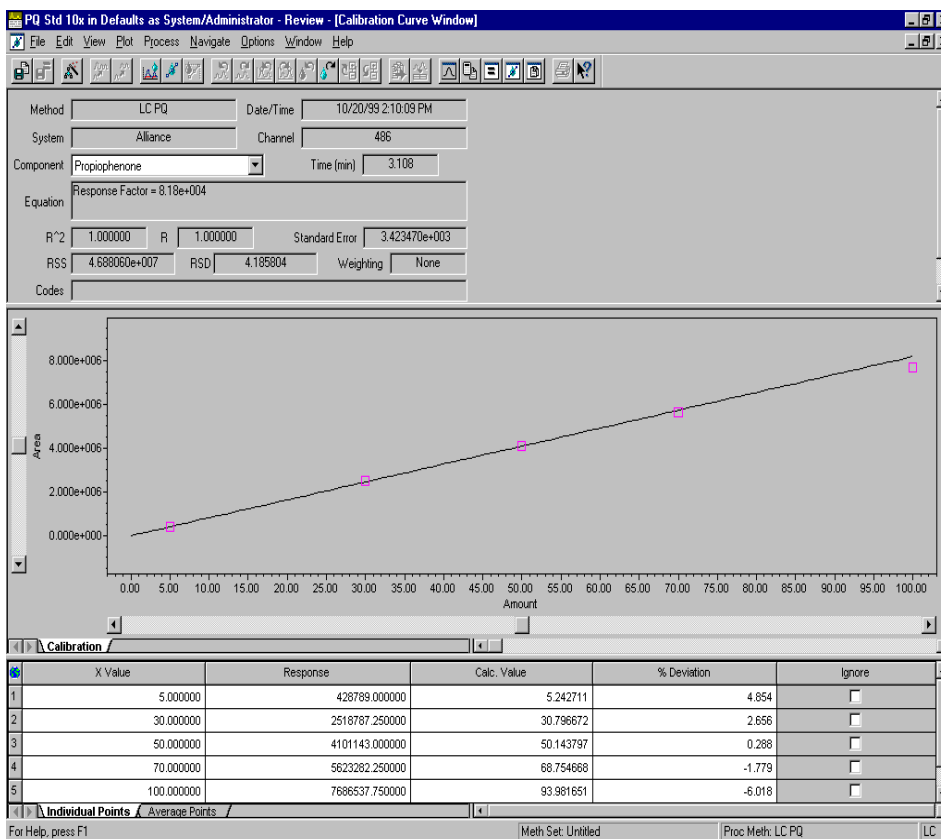 PQ Std 10x in Defaults as System/Administrator - Review - [Calibration Curve Window]
File Edit View Plot Process Navigate Options Window Help
Method LC PQ Date/Time 10/20/99 2:10:09 PM
System Alliance Channel 486
Component Propiophenone Time (min) 3.108
Equation Response Factor = 8.18e+004
R^2 1.000000 R 1.000000 Standard Error 3.423470e+003
RSS 4.688060e+007 RSD 4.185804 Weighting None
Codes
8.000e+006
6.000e+006
Area
4.000e+006
2.000e+006
0.000e+000
0.00 5.00 10.00 15.00 20.00 25.00 30.00 35.00 40.00 45.00 50.00 55.00 60.00 65.00 70.00 75.00 80.00 85.00 90.00 95.00 100.00
Amount
Calibration
X Value Response Calc. Value % Deviation Ignore
1 5.000000 428789.000000 5.242711 4.854
2 30.000000 2518787.250000 30.796672 2.656
3 50.000000 4101143.000000 50.143797 0.288
4 70.000000 5623282.250000 68.754668 -1.779
5 100.000000 7686537.750000 93.981651 -6.018
Individual Points Average Points
For Help, press F1 Meth Set: Untitled Proc Meth: LC PQ LC